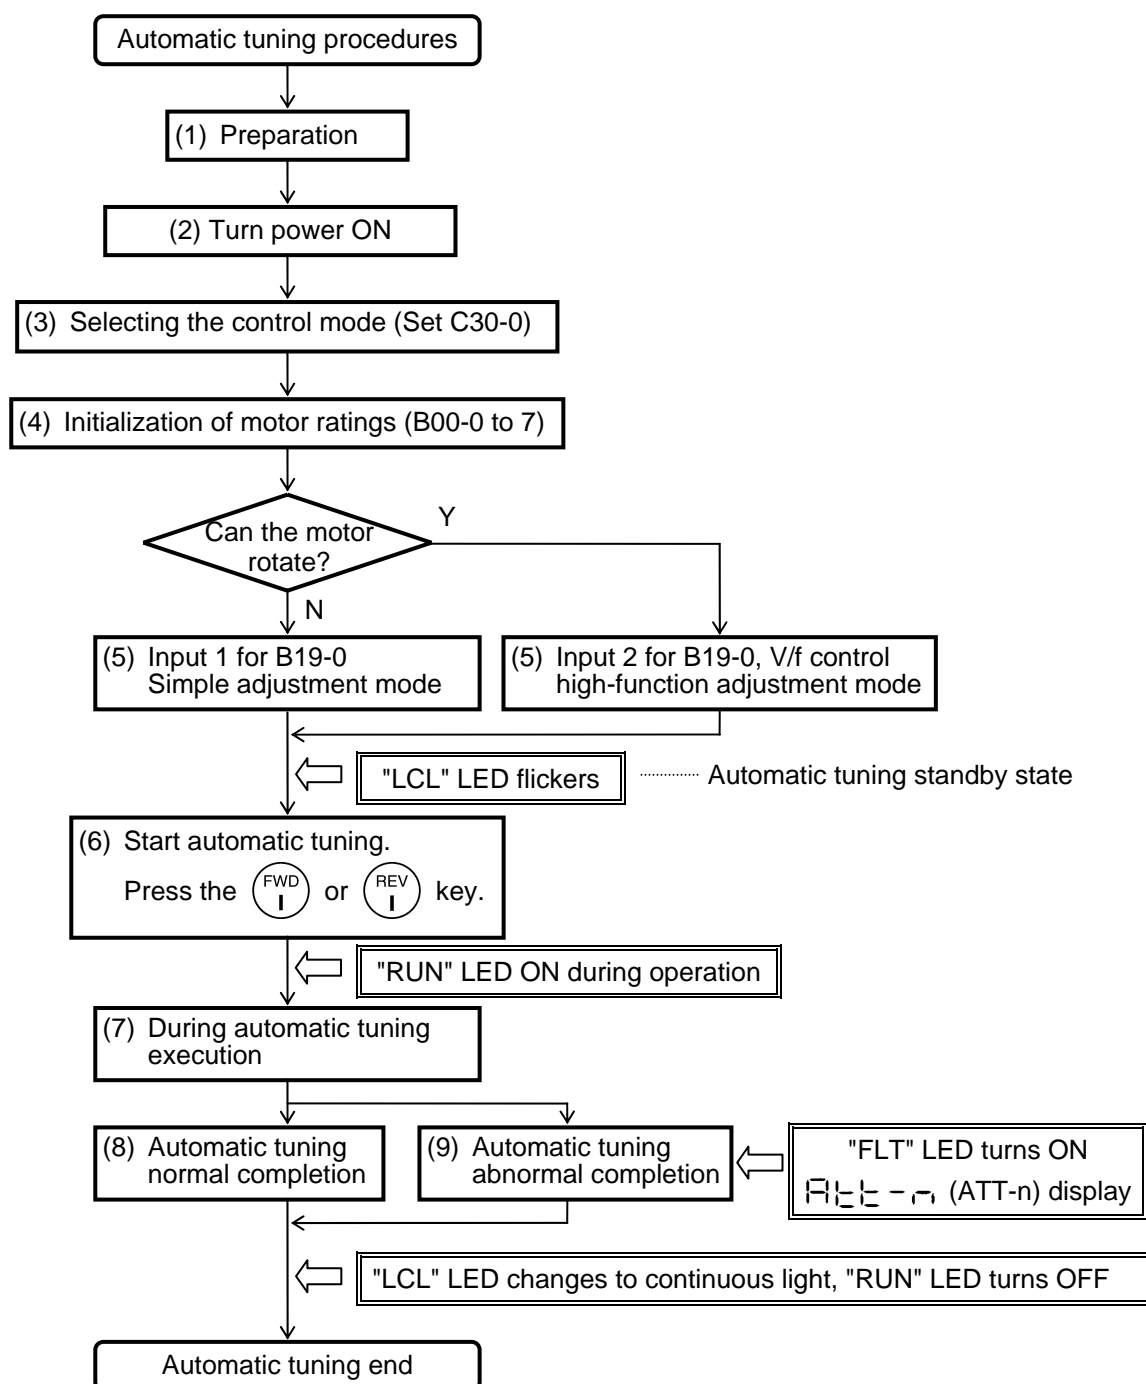 Automatic tuning procedures
(1) Preparation
(2) Turn power ON
(3) Selecting the control mode (Set C30-0)
(4) Initialization of motor ratings (B00-0 to 7)
Can the motor
rotate?
Y
N
(5) Input 1 for B19-0
Simple adjustment mode
(5) Input 2 for B19-0, V/f control
high-function adjustment mode
"LCL" LED flickers
Automatic tuning standby state
(6) Start automatic tuning.
Press the FWD I or REV I key.
"RUN" LED ON during operation
(7) During automatic tuning
execution
(8) Automatic tuning
normal completion
(9) Automatic tuning
abnormal completion
"FLT" LED turns ON
Att-n (ATT-n) display
"LCL" LED changes to continuous light, "RUN" LED turns OFF
Automatic tuning end